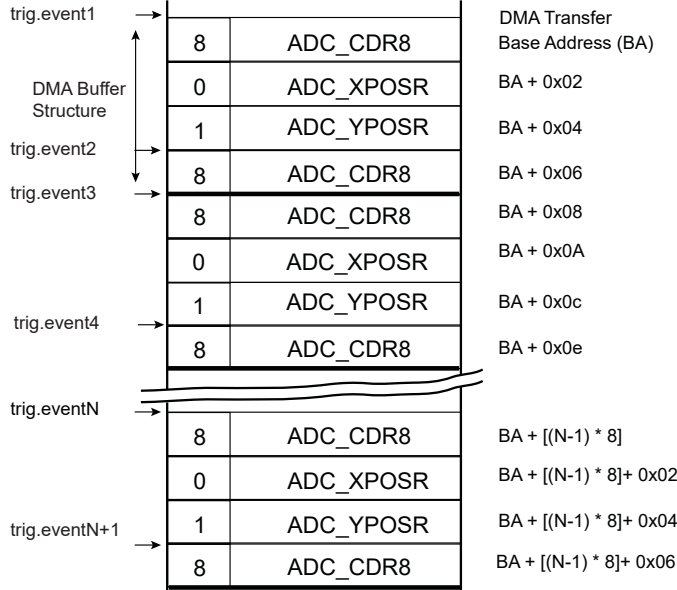 trig.event1
DMA Transfer
8 ADC_CDR8 Base Address (BA)
DMA Buffer
Structure
0 ADC_XPOSR BA + 0x02
1 ADC_YPOSR BA + 0x04
trig.event2
8 ADC_CDR8 BA + 0x06
trig.event3
8 ADC_CDR8 BA + 0x08
0 ADC_XPOSR BA + 0x0A
1 ADC_YPOSR BA + 0x0c
trig.event4
8 ADC_CDR8 BA + 0x0e
trig.eventN
8 ADC_CDR8 BA + [(N-1) * 8]
0 ADC_XPOSR BA + [(N-1) * 8]+ 0x02
1 ADC_YPOSR BA + [(N-1) * 8]+ 0x04
trig.eventN+1
8 ADC_CDR8 BA + [(N-1) * 8]+ 0x06